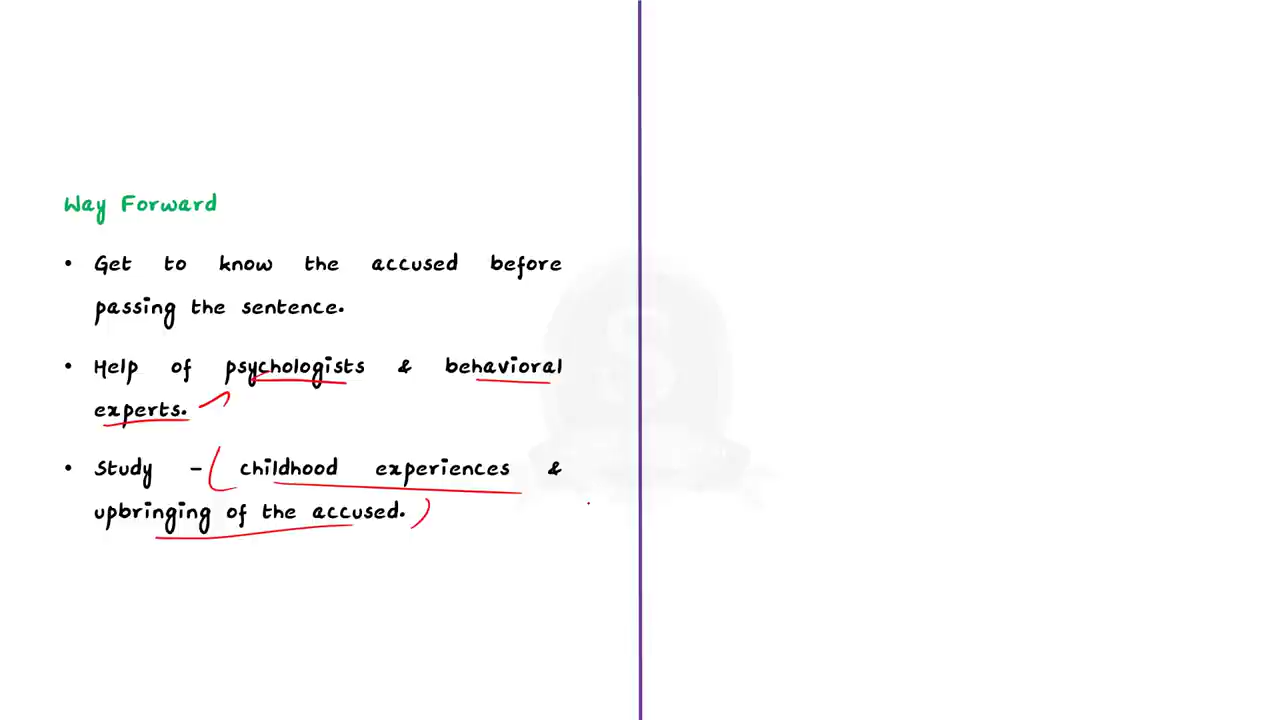 Way Forward
• Get to know the accused before
passing the sentence.
• Help of psychologists & behavioral
experts.
• Study - childhood experiences &
upbringing of the accused.